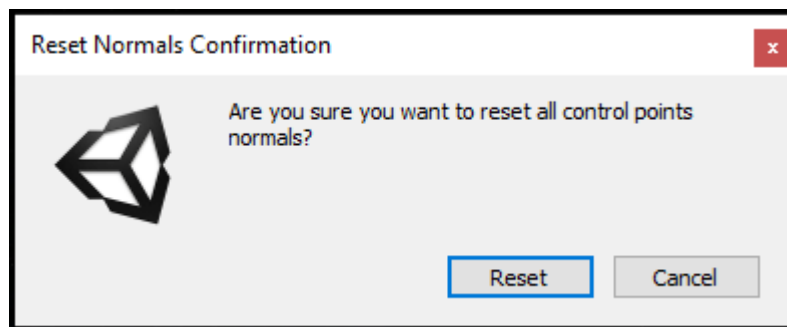 Reset Normals Confirmation
x
Are you sure you want to reset all control points
normals?
Reset
Cancel